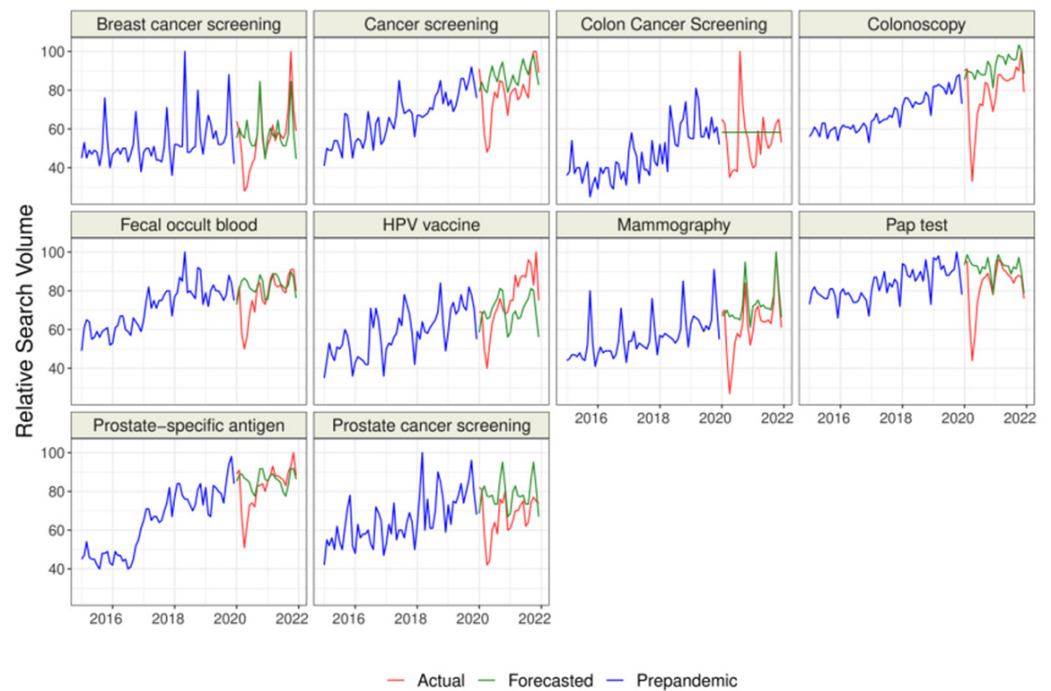 Breast cancer screening
Cancer screening
Colon Cancer Screening
Colonoscopy
100
80
60
40
Fecal occult blood
HPV vaccine
Mammography
Pap test
100
80
60
40
2016 2018 2020 2022
2016 2018 2020 2022
Prostate−specific antigen
Prostate cancer screening
100
80
60
40
2016 2018 2020 2022
2016 2018 2020 2022
Relative Search Volume
Actual Forecasted Prepandemic